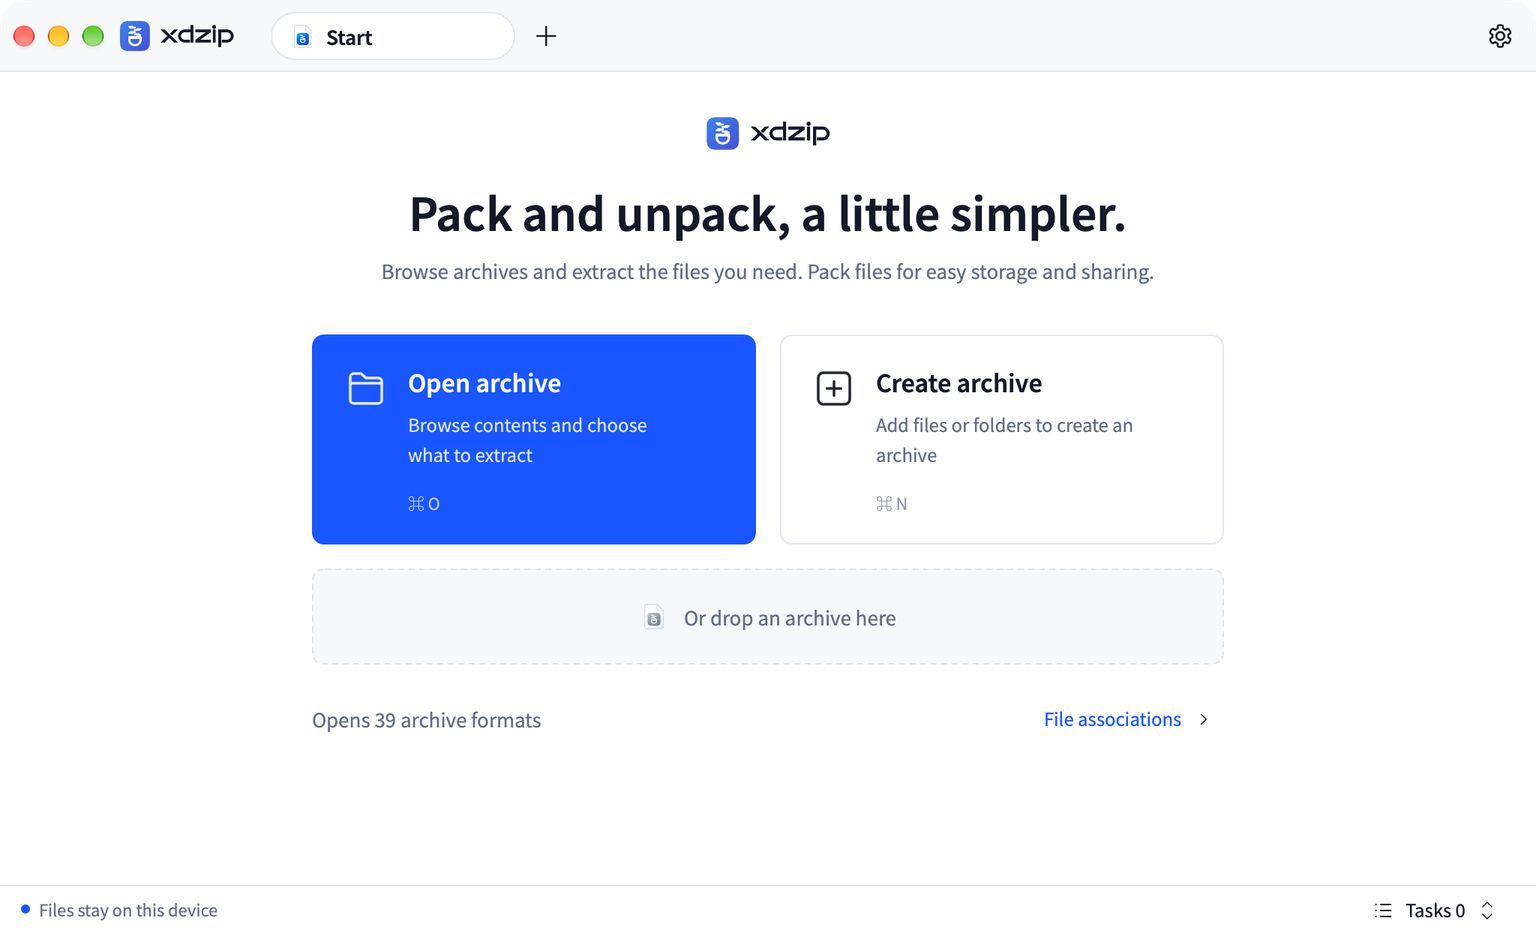 xdzip
Start
xdzip
Pack and unpack, a little simpler.
Browse archives and extract the files you need. Pack files for easy storage and sharing.
Open archive
Browse contents and choose
what to extract
⌘ O
Create archive
Add files or folders to create an
archive
⌘ N
Or drop an archive here
Opens 39 archive formats
File associations
Files stay on this device
Tasks 0